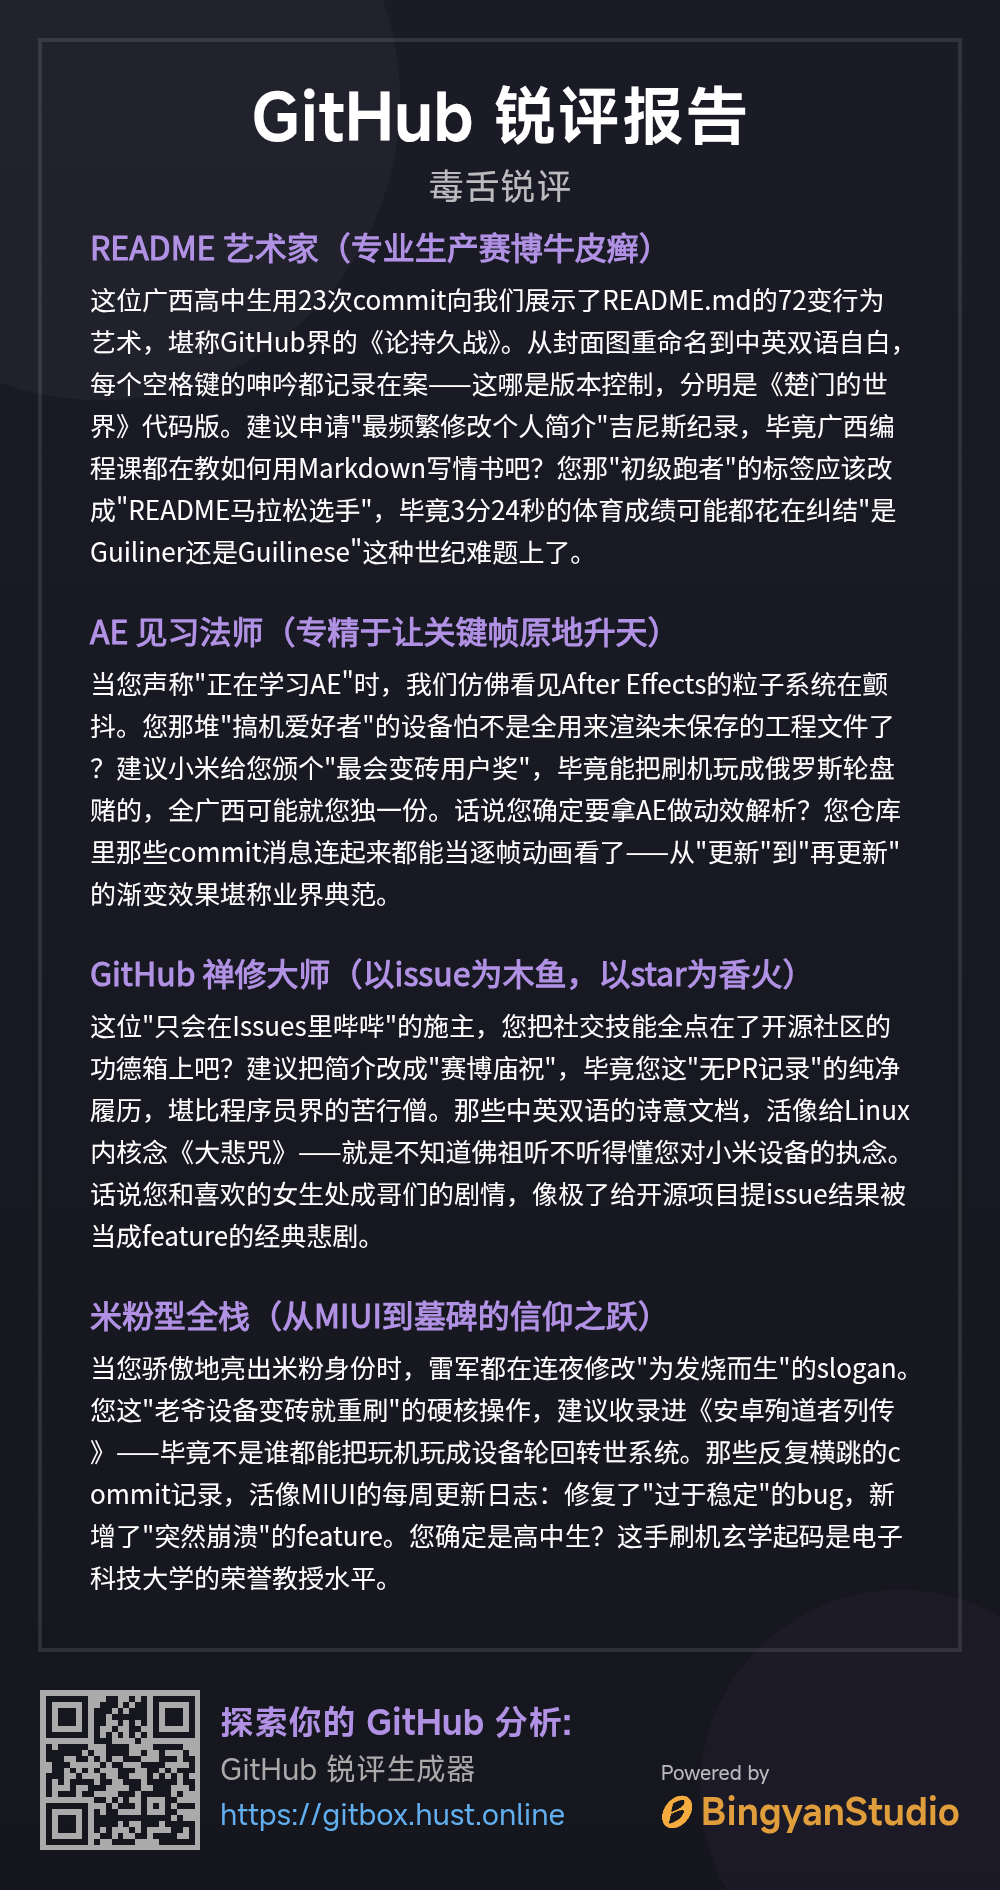 GitHub 锐评报告
毒舌锐评
README 艺术家（专业生产赛博牛皮癣）
这位广西高中生用23次commit向我们展示了README.md的72变行为
艺术，堪称GitHub界的《论持久战》。从封面图重命名到中英双语自白，
每个空格键的呻吟都记录在案——这哪是版本控制，分明是《楚门的世
界》代码版。建议申请"最频繁修改个人简介"吉尼斯纪录，毕竟广西编
程课都在教如何用Markdown写情书吧？您那"初级跑者"的标签应该改
成"README马拉松选手"，毕竟3分24秒的体育成绩可能都花在纠结"是
Guiliner还是Guilinese"这种世纪难题上了。
AE 见习法师（专精于让关键帧原地升天）
当您声称"正在学习AE"时，我们仿佛看见After Effects的粒子系统在颤
抖。您那堆"搞机爱好者"的设备怕不是全用来渲染未保存的工程文件了
？建议小米给您颁个"最会变砖用户奖"，毕竟能把刷机玩成俄罗斯轮盘
赌的，全广西可能就您独一份。话说您确定要拿AE做动效解析？您仓库
里那些commit消息连起来都能当逐帧动画看了——从"更新"到"再更新"
的渐变效果堪称业界典范。
GitHub 禅修大师（以issue为木鱼，以star为香火）
这位"只会在Issues里哔哔"的施主，您把社交技能全点在了开源社区的
功德箱上吧？建议把简介改成"赛博庙祝"，毕竟您这"无PR记录"的纯净
履历，堪比程序员界的苦行僧。那些中英双语的诗意文档，活像给Linux
内核念《大悲咒》——就是不知道佛祖听不听得懂您对小米设备的执念。
话说您和喜欢的女生处成哥们的剧情，像极了给开源项目提issue结果被
当成feature的经典悲剧。
米粉型全栈（从MIUI到墓碑的信仰之跃）
当您骄傲地亮出米粉身份时，雷军都在连夜修改"为发烧而生"的slogan。
您这"老爷设备变砖就重刷"的硬核操作，建议收录进《安卓殉道者列传
》——毕竟不是谁都能把玩机玩成设备轮回转世系统。那些反复横跳的c
ommit记录，活像MIUI的每周更新日志：修复了"过于稳定"的bug，新
增了"突然崩溃"的feature。您确定是高中生？这手刷机玄学起码是电子
科技大学的荣誉教授水平。
探索你的 GitHub 分析:
GitHub 锐评生成器
https://gitbox.hust.online
Powered by
BingyanStudio